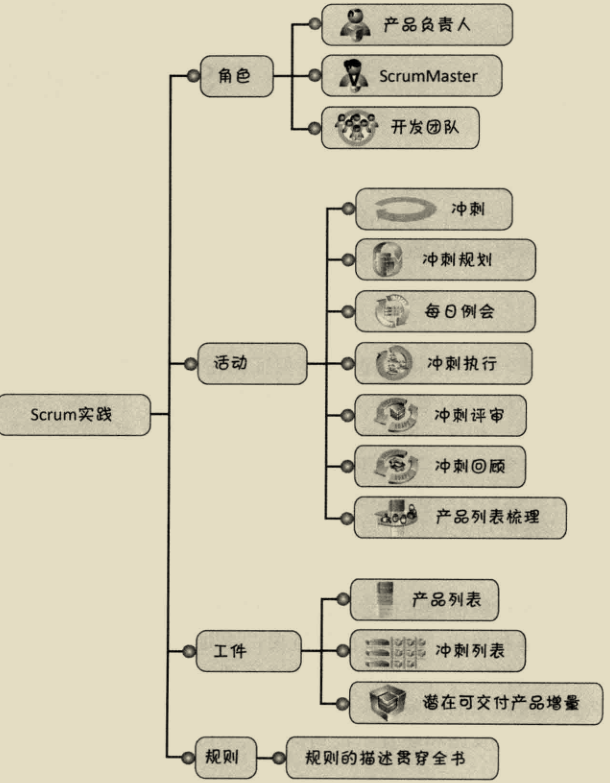 产品负责人
角色
ScrumMaster
开发团队
冲刺
冲刺规划
每日例会
活动
冲刺执行
Scrum实践
冲刺评审
冲刺回顾
产品列表梳理
产品列表
工件
冲刺列表
潜在可交付产品增量
规则
规则的描述贯穿全书